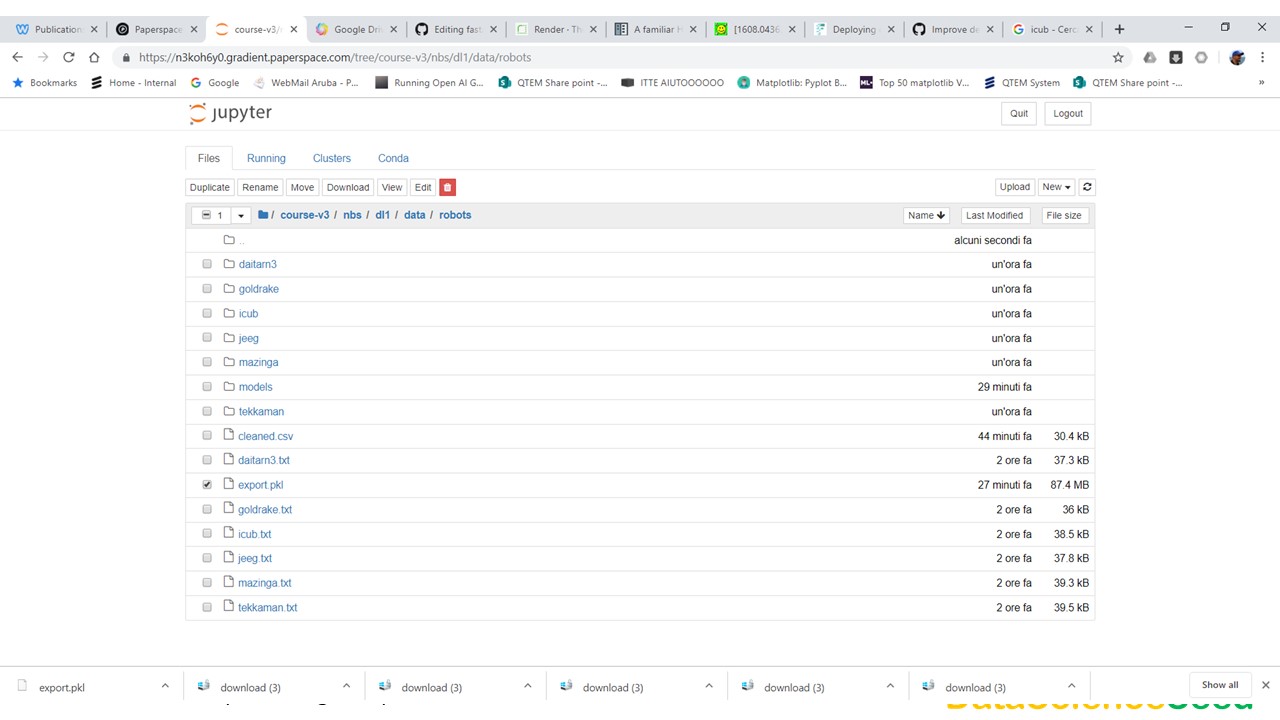 Publication Paperspace course-v3/ Google Driv Editing fast. Render · Th A familiar H [1608.0436 Deploying Improve de icub - Cerc
https://n3koh6y0.gradient.paperspace.com/tree/course-v3/nbs/dl1/data/robots
Bookmarks Home - Internal Google WebMail Aruba - P... Running Open AI G... QTEM Share point -... ITTE AIUTOOOOOO Matplotlib: Pyplot B... Top 50 matplotlib V... QTEM System QTEM Share point -... »
jupyter Quit Logout
Files Running Clusters Conda
Duplicate Rename Move Download View Edit Upload New
1 / course-v3 / nbs / dl1 / data / robots Name Last Modified File size
.. alcuni secondi fa
daitarn3 un'ora fa
goldrake un'ora fa
icub un'ora fa
jeeg un'ora fa
mazinga un'ora fa
models 29 minuti fa
tekkaman un'ora fa
cleaned.csv 44 minuti fa 30.4 kB
daitarn3.txt 2 ore fa 37.3 kB
export.pkl 27 minuti fa 87.4 MB
goldrake.txt 2 ore fa 36 kB
icub.txt 2 ore fa 38.5 kB
jeeg.txt 2 ore fa 37.8 kB
mazinga.txt 2 ore fa 39.3 kB
tekkaman.txt 2 ore fa 39.5 kB
export.pkl download (3) download (3) download (3) download (3) download (3) Show all